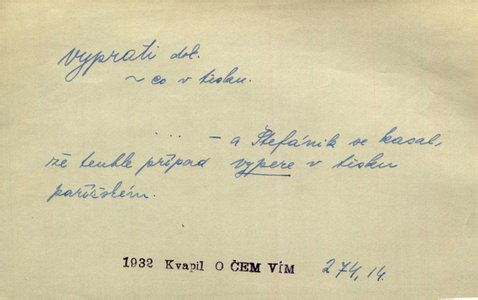 vyprati dok.
~ co v tisku.
... – a Štefánik se kasal,
že tenhle případ vypere v tisku
pařížském.
1932 Kvapil O ČEM VÍM 274,14.